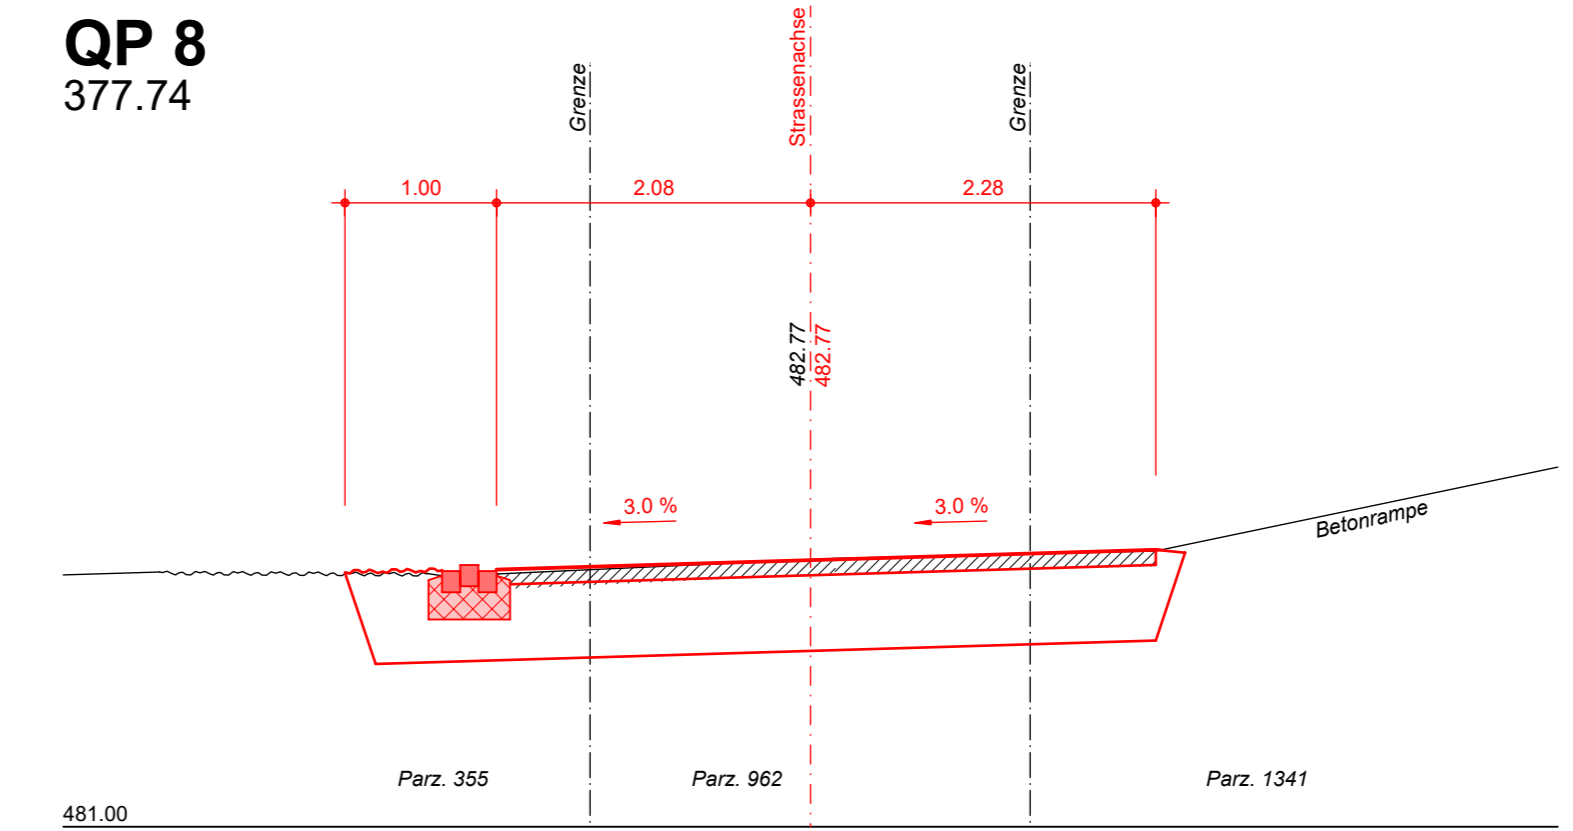 QP 8
377.74
Grenze
Strassenachse
Grenze
1.00
2.08
2.28
482.77
482.77
3.0 %
3.0 %
Betonrampe
Parz. 355
Parz. 962
Parz. 1341
481.00